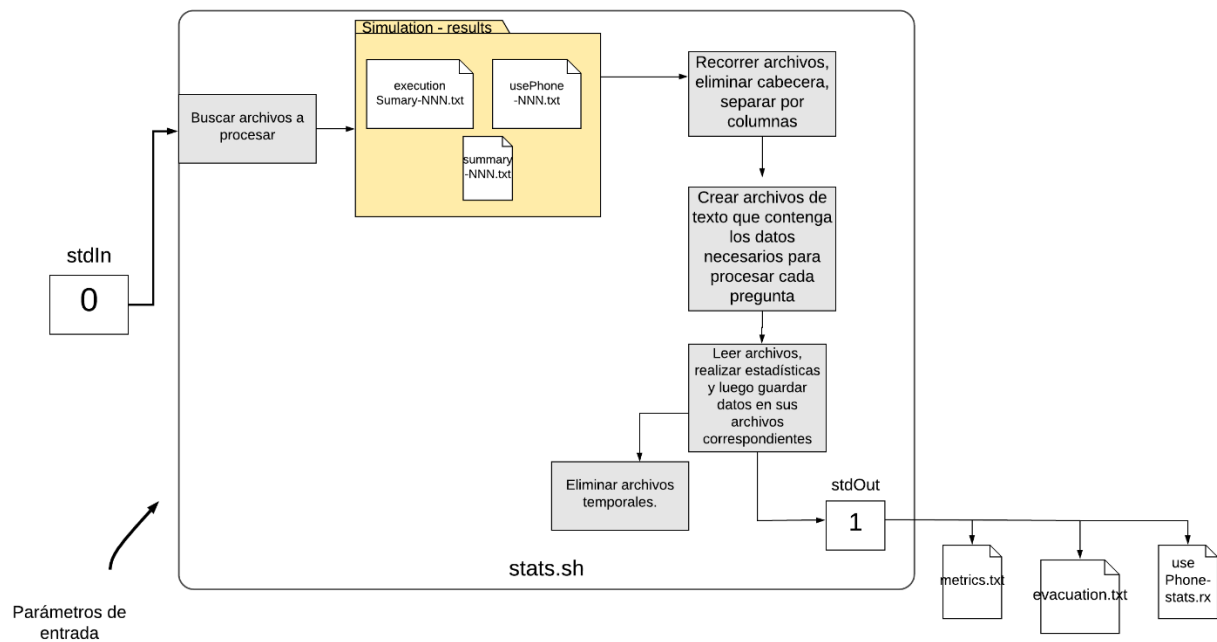 Simulation - results
execution
Sumary-NNN.txt
usePhone
-NNN.txt
summary
-NNN.txt
Buscar archivos a
procesar
Recorrer archivos,
eliminar cabecera,
separar por
columnas
Crear archivos de
texto que contenga
los datos
necesarios para
procesar cada
pregunta
stdIn
0
Leer archivos,
realizar estadísticas
y luego guardar
datos en sus
archivos
correspondientes
Eliminar archivos
temporales.
stdOut
1
stats.sh
metrics.txt
evacuation.txt
use
Phone-
stats.rx
Parámetros de
entrada